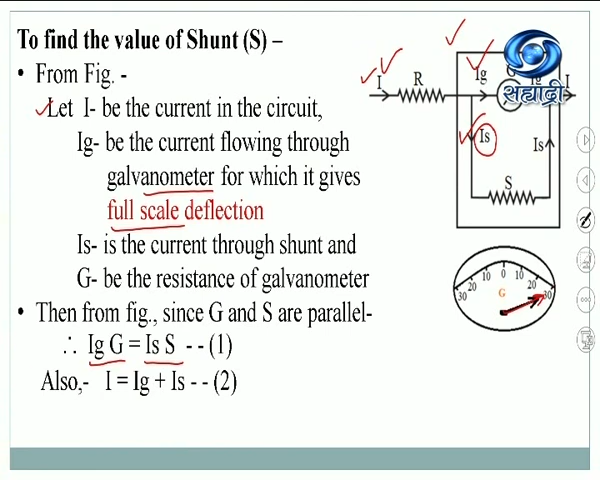 To find the value of Shunt (S) –
• From Fig. -
Let I- be the current in the circuit,
Ig- be the current flowing through
galvanometer for which it gives
full scale deflection
Is- is the current through shunt and
G- be the resistance of galvanometer
• Then from fig., since G and S are parallel-
∴ Ig G = Is S - - (1)
Also,- I = Ig + Is - - (2)
I
R
Ig
G
Ig
I
सह्याद्री
Is
Is
S
30 20 10 0 10 20 30
G